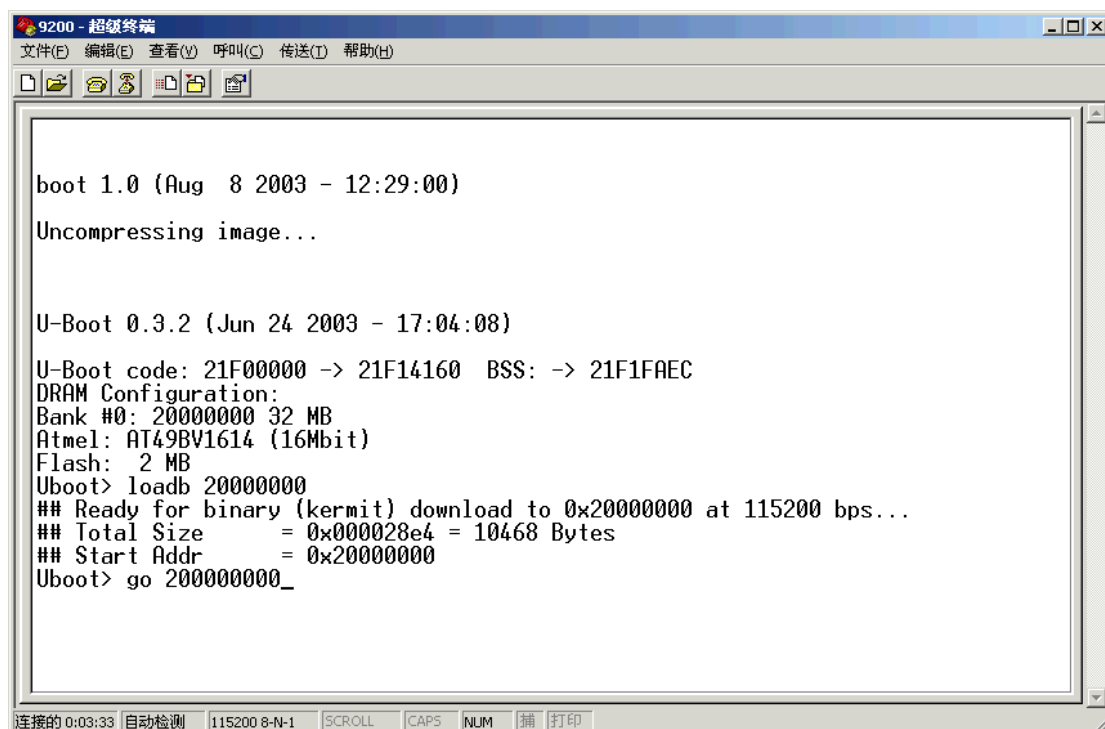 9200 - 超级终端
文件(F) 编辑(E) 查看(V) 呼叫(C) 传送(T) 帮助(H)
boot 1.0 (Aug  8 2003 - 12:29:00)
Uncompressing image...
U-Boot 0.3.2 (Jun 24 2003 - 17:04:08)
U-Boot code: 21F00000 -> 21F14160  BSS: -> 21F1FAEC
DRAM Configuration:
Bank #0: 20000000 32 MB
Atmel: AT49BV1614 (16Mbit)
Flash:  2 MB
Uboot> loadb 20000000
## Ready for binary (kermit) download to 0x20000000 at 115200 bps...
## Total Size      = 0x000028e4 = 10468 Bytes
## Start Addr      = 0x20000000
Uboot> go 200000000_
连接的 0:03:33 自动检测 115200 8-N-1 SCROLL CAPS NUM 捕 打印